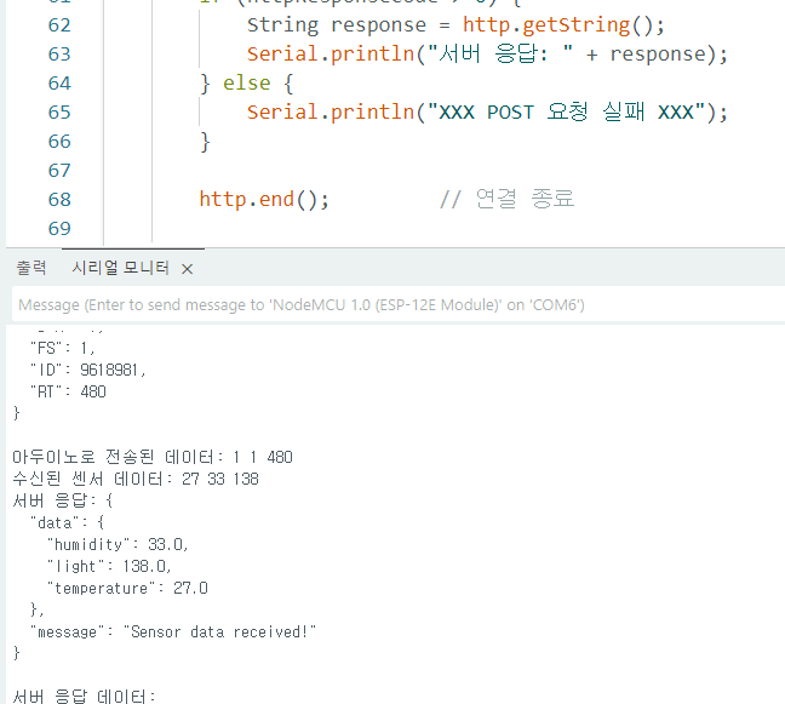 62 String response = http.getString();
63 Serial.println("서버 응답: " + response);
64 } else {
65 Serial.println("XXX POST 요청 실패 XXX");
66 }
67
68 http.end(); // 연결 종료
69
출력 시리얼 모니터 ×
Message (Enter to send message to 'NodeMCU 1.0 (ESP-12E Module)' on 'COM6')
"FS": 1,
"ID": 9618981,
"RT": 480
}
아두이노로 전송된 데이터: 1 1 480
수신된 센서 데이터: 27 33 138
서버 응답: {
"data": {
"humidity": 33.0,
"light": 138.0,
"temperature": 27.0
},
"message": "Sensor data received!"
}
서버 응답 데이터: